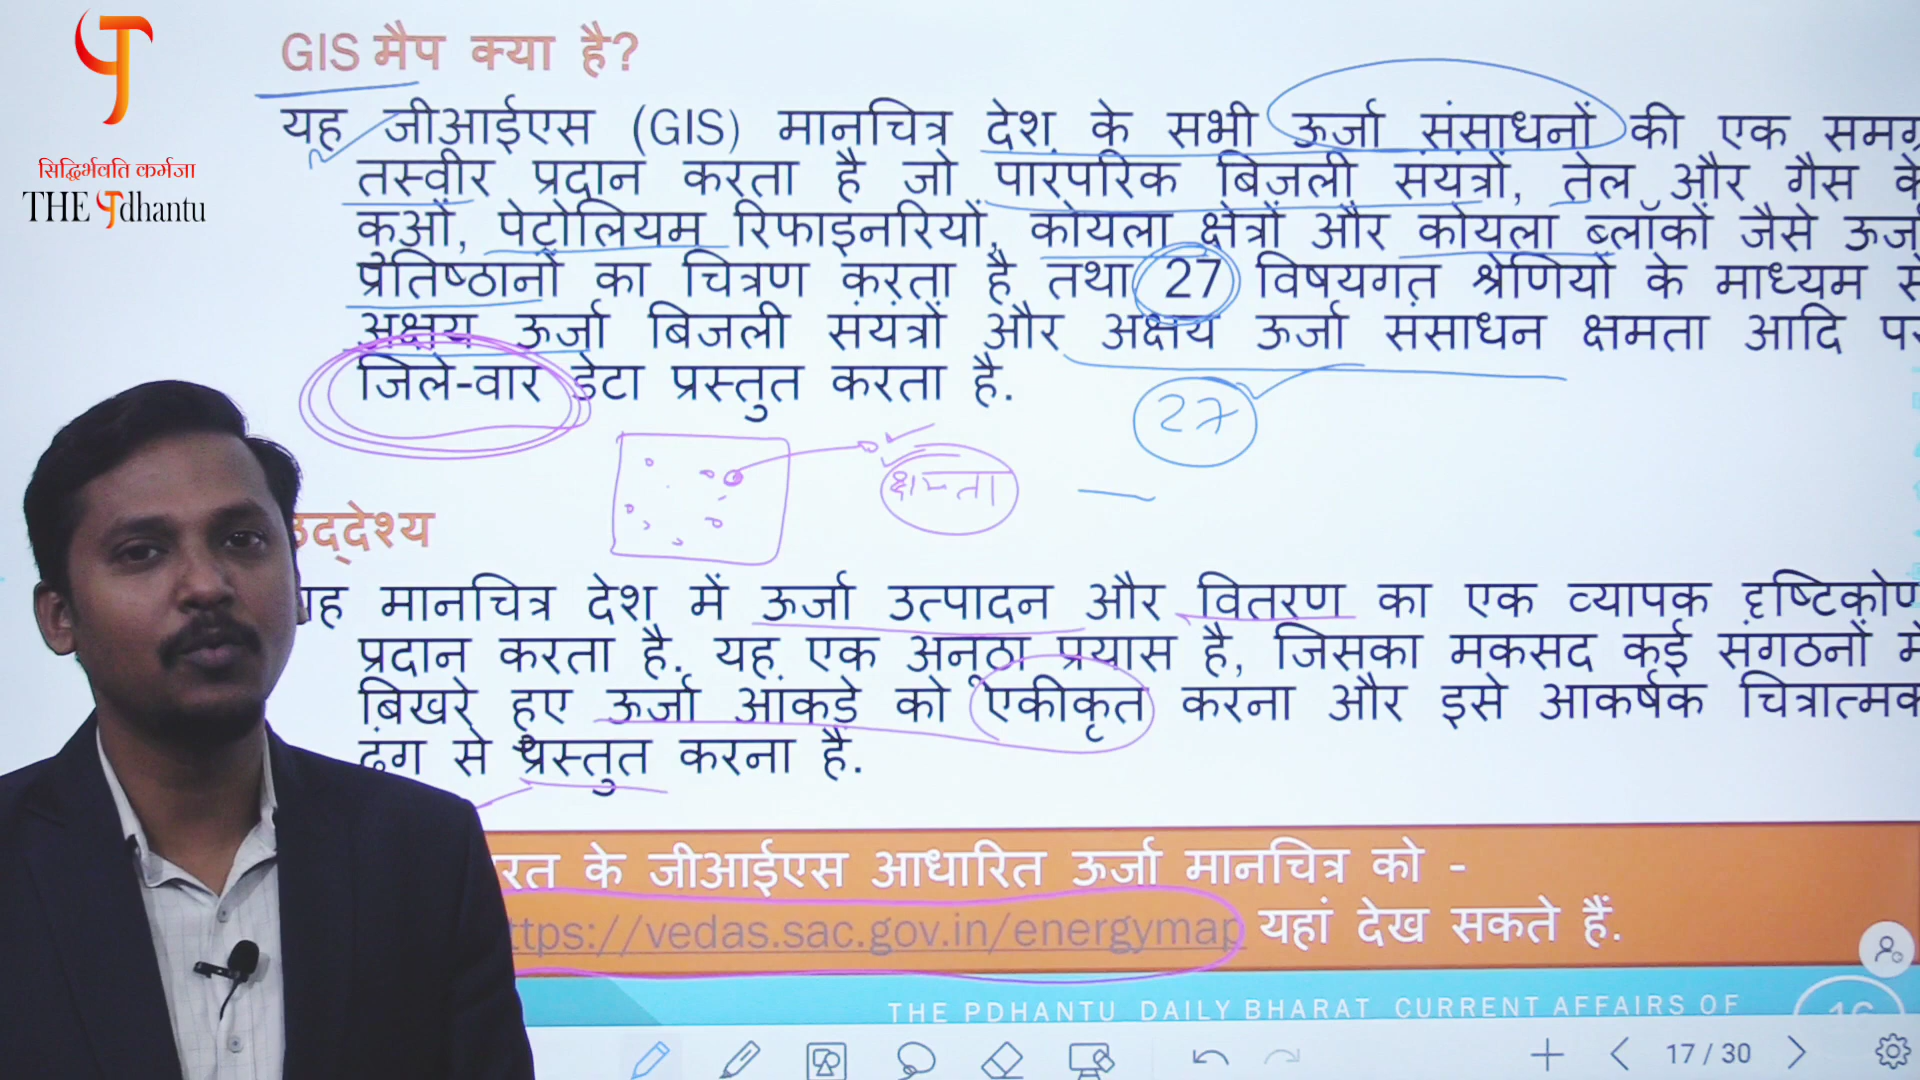 सिद्धिर्भवति कर्मजा
THE Pdhantu
GIS मैप क्या है?
यह जीआईएस (GIS) मानचित्र देश के सभी ऊर्जा संसाधनों की एक समग्र
तस्वीर प्रदान करता है जो पारंपरिक बिजली संयंत्रों, तेल और गैस के
कुओं, पेट्रोलियम रिफाइनरियों, कोयला क्षेत्रों और कोयला ब्लॉकों जैसे ऊर्जा
प्रतिष्ठानों का चित्रण करता है तथा 27 विषयगत श्रेणियों के माध्यम से
अक्षय ऊर्जा बिजली संयंत्रों और अक्षय ऊर्जा संसाधन क्षमता आदि पर
जिले-वार डेटा प्रस्तुत करता है.
27
क्षमता
उद्देश्य
यह मानचित्र देश में ऊर्जा उत्पादन और वितरण का एक व्यापक दृष्टिकोण
प्रदान करता है. यह एक अनूठा प्रयास है, जिसका मकसद कई संगठनों में
बिखरे हुए ऊर्जा आंकड़े को एकीकृत करना और इसे आकर्षक चित्रात्मक
ढंग से प्रस्तुत करना है.
रत के जीआईएस आधारित ऊर्जा मानचित्र को -
ttps://vedas.sac.gov.in/energymap यहां देख सकते हैं.
THE PDHANTU DAILY BHARAT CURRENT AFFAIRS OF
16
17 / 30